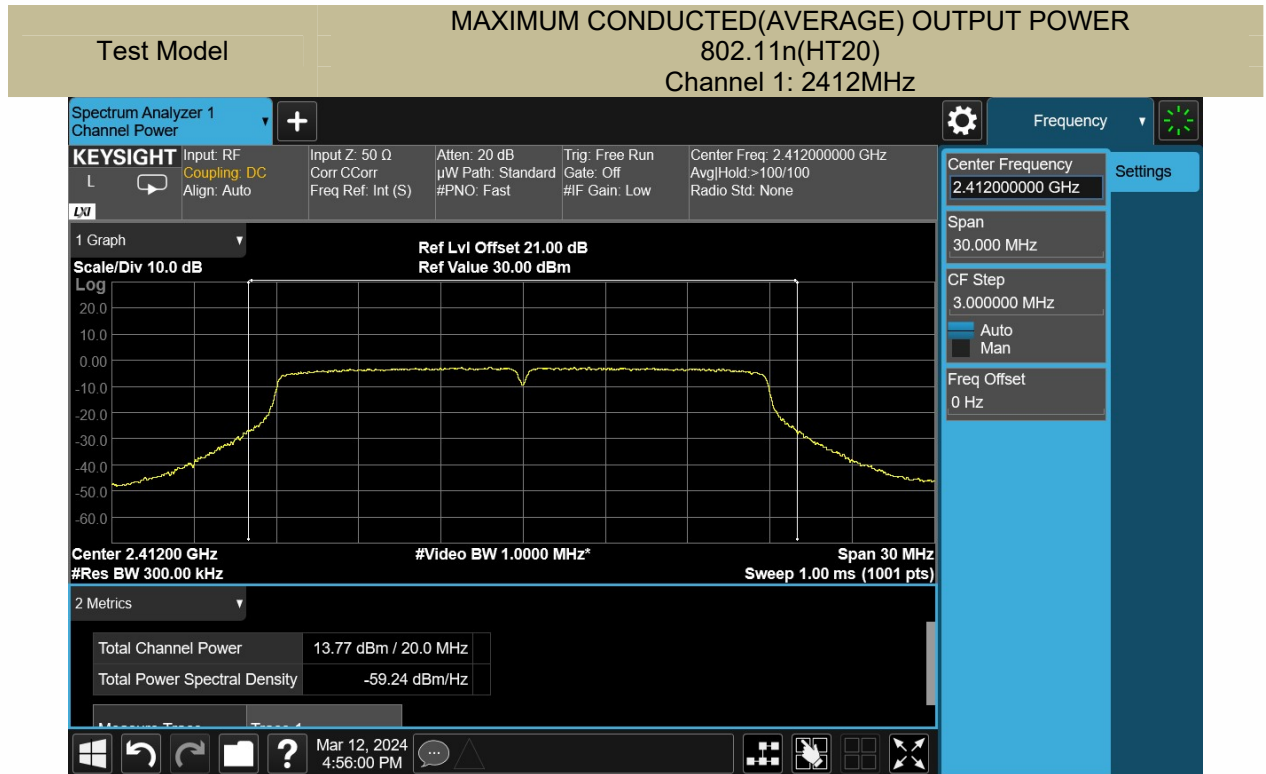 Test Model
MAXIMUM CONDUCTED(AVERAGE) OUTPUT POWER
802.11n(HT20)
Channel 1: 2412MHz
Spectrum Analyzer 1
Channel Power
Frequency
KEYSIGHT
L
LXI
Input: RF
Coupling: DC
Align: Auto
Input Z: 50 Ω
Corr CCorr
Freq Ref: Int (S)
Atten: 20 dB
µW Path: Standard
#PNO: Fast
Trig: Free Run
Gate: Off
#IF Gain: Low
Center Freq: 2.412000000 GHz
Avg|Hold:>100/100
Radio Std: None
Center Frequency
2.412000000 GHz
Settings
Span
30.000 MHz
CF Step
3.000000 MHz
Auto
Man
Freq Offset
0 Hz
1 Graph
Scale/Div 10.0 dB
Ref Lvl Offset 21.00 dB
Ref Value 30.00 dBm
Log
20.0
10.0
0.00
-10.0
-20.0
-30.0
-40.0
-50.0
-60.0
Center 2.41200 GHz
#Video BW 1.0000 MHz*
Span 30 MHz
#Res BW 300.00 kHz
Sweep 1.00 ms (1001 pts)
2 Metrics
Total Channel Power
13.77 dBm / 20.0 MHz
Total Power Spectral Density
-59.24 dBm/Hz
Measure Trace
Trace 1
?
Mar 12, 2024
4:56:00 PM